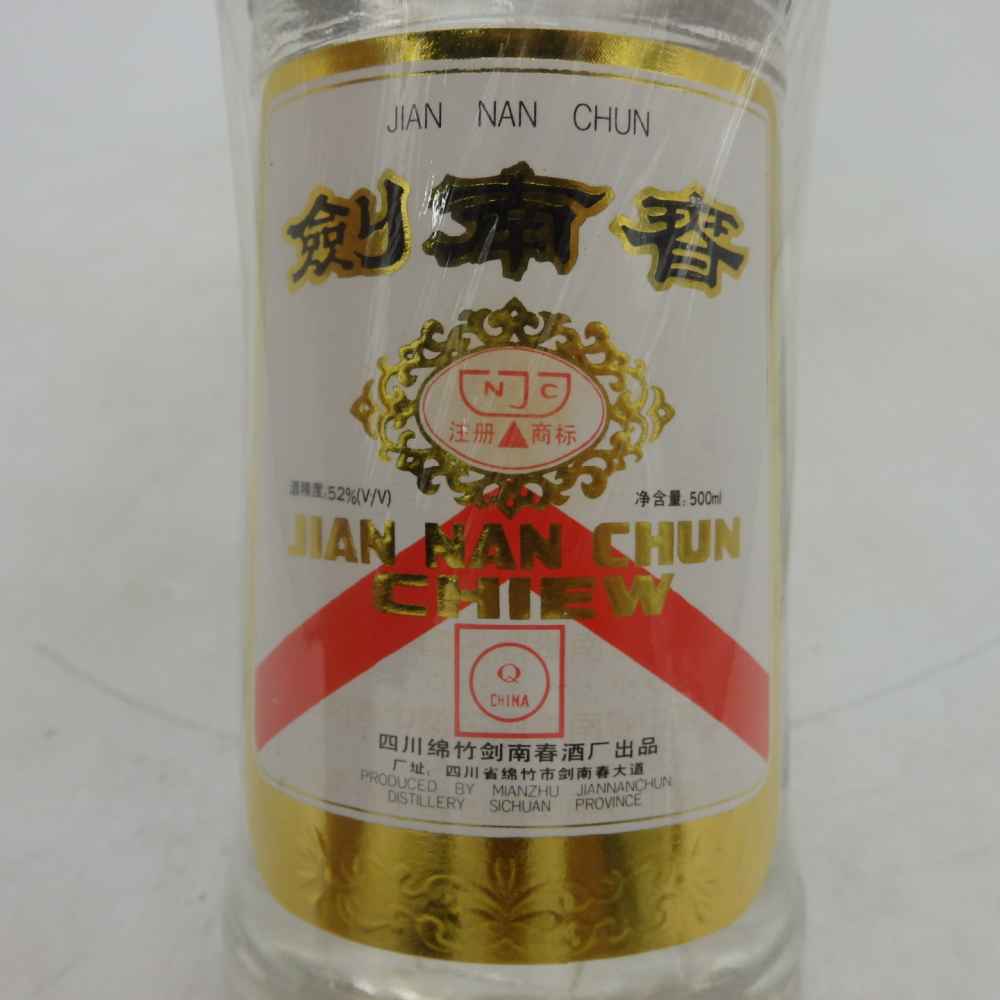 JIAN NAN CHUN
劍南春
N J C
注册 商标
酒精度:52%(V/V) 净含量:500ml
JIAN NAN CHUN
CHIEW
Q
CHINA
四川绵竹剑南春酒厂出品
厂址:四川省绵竹市剑南春大道
PRODUCED BY MIANZHU JIANNANCHUN
DISTILLERY SICHUAN PROVINCE